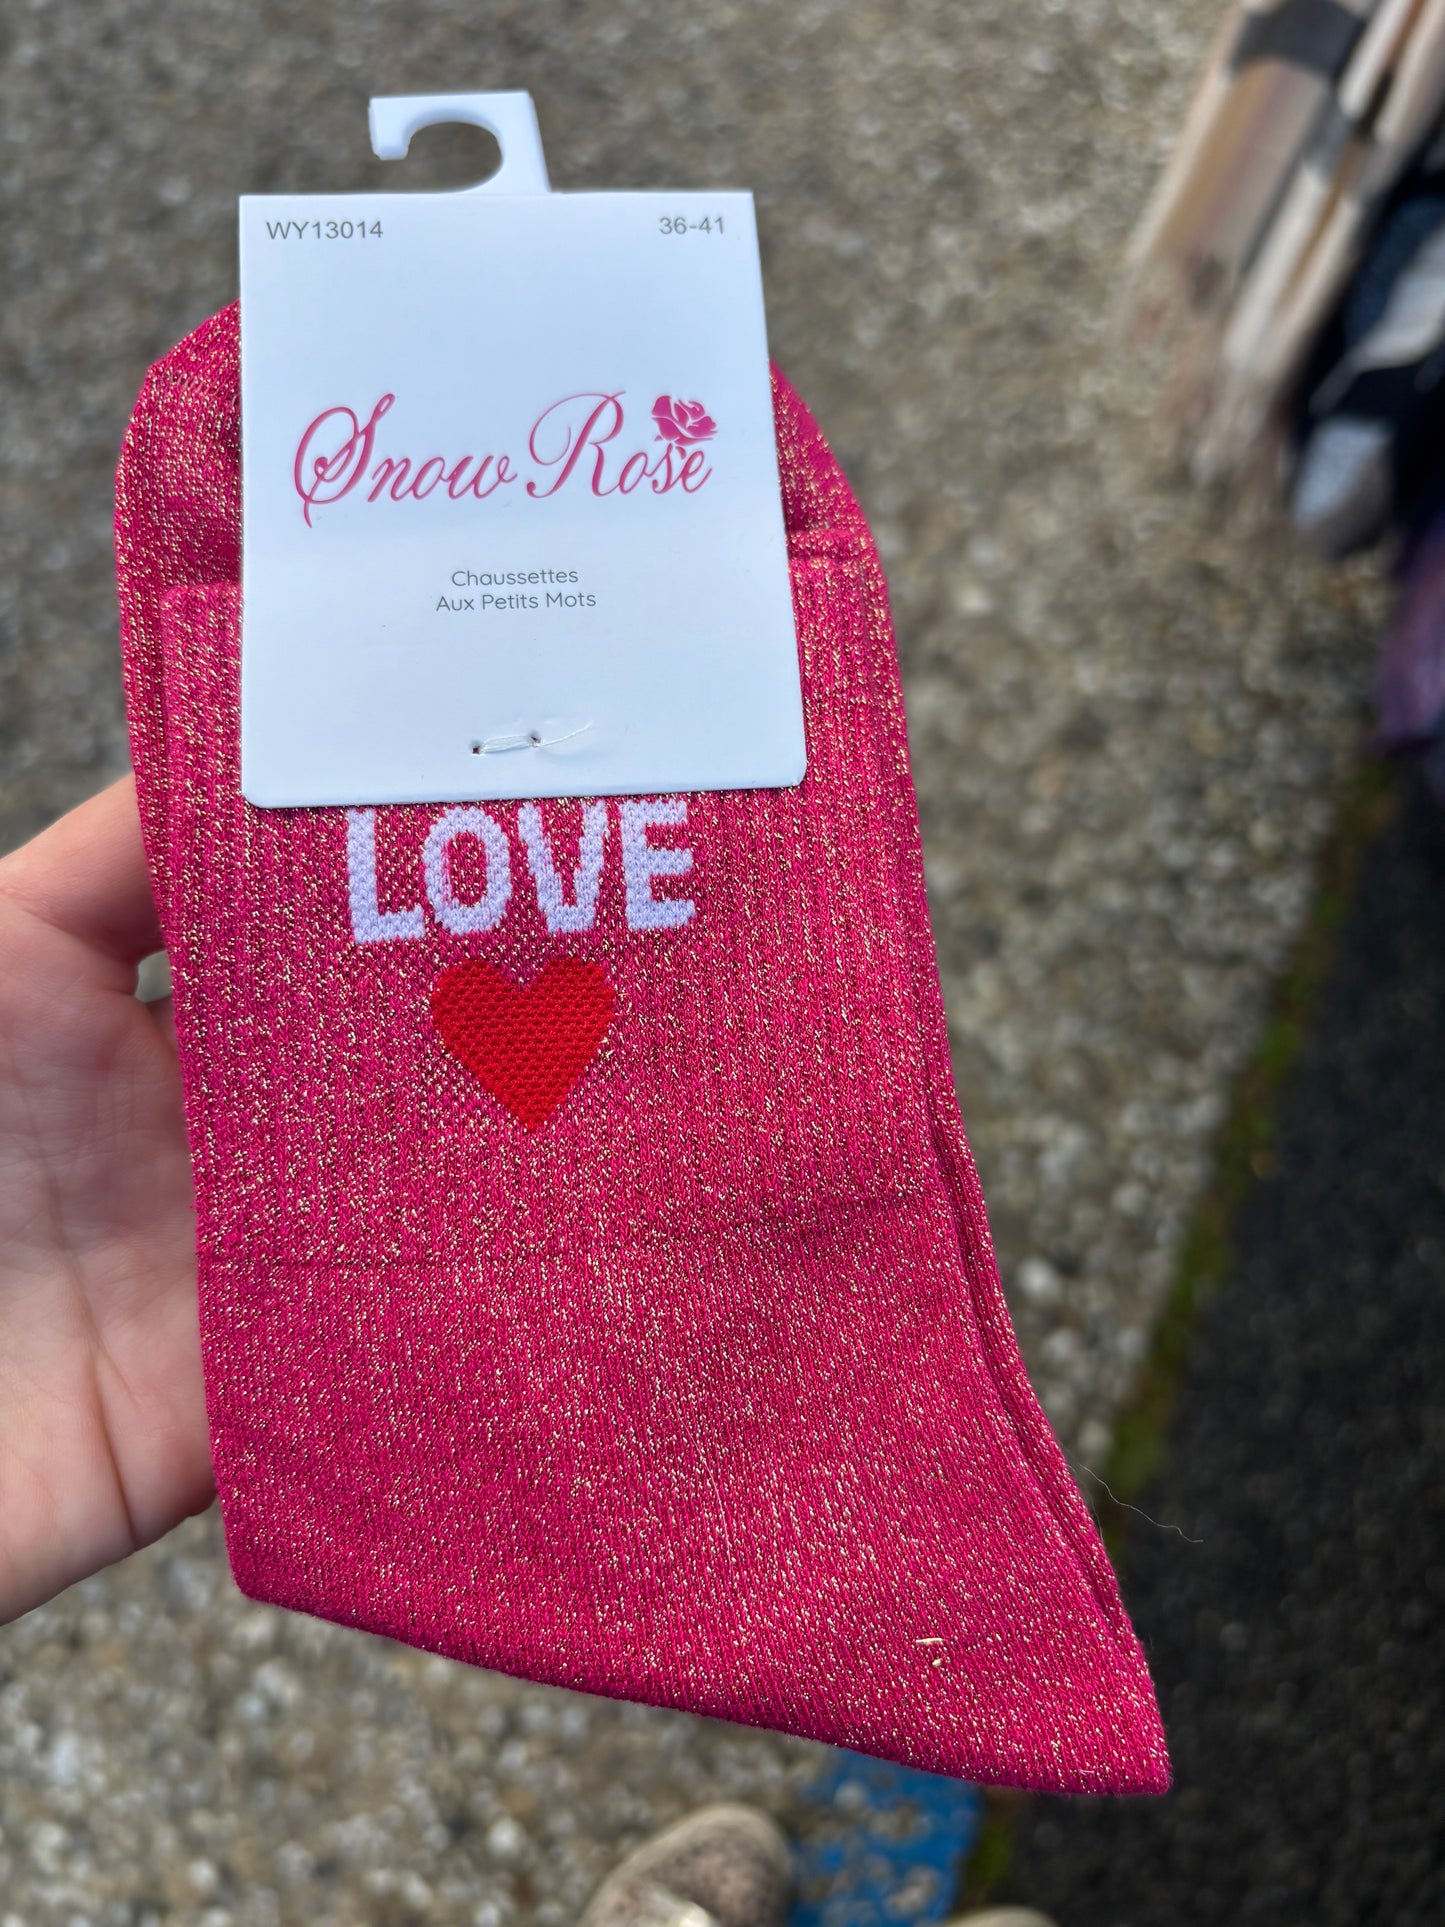 WY13014 36-41
Snow Rose
Chaussettes
Aux Petits Mots
LOVE